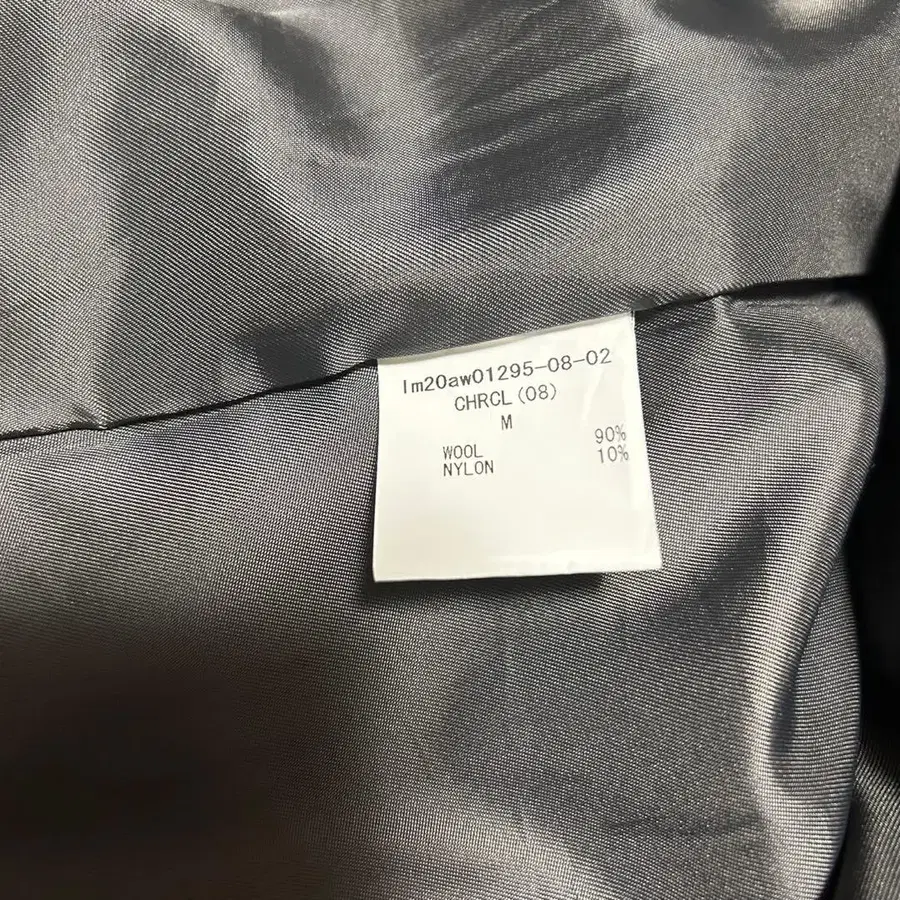 lm20aw01295-08-02
CHRCL(08)
M
WOOL 90%
NYLON 10%